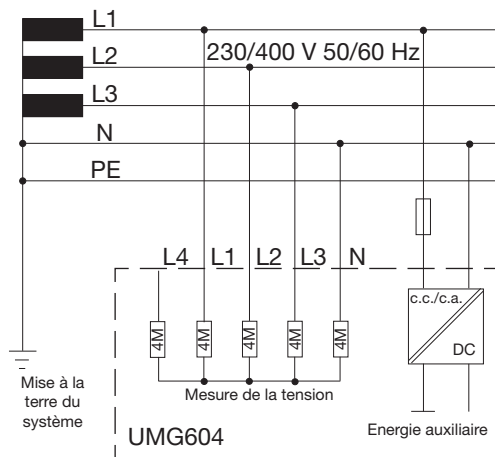 L1
230/400 V 50/60 Hz
L2
L3
N
PE
L4 L1 L2 L3 N
c.c./c.a.
DC
4M 4M 4M 4M 4M
Mesure de la tension
Mise à la
terre du
système
UMG604
Energie auxiliaire